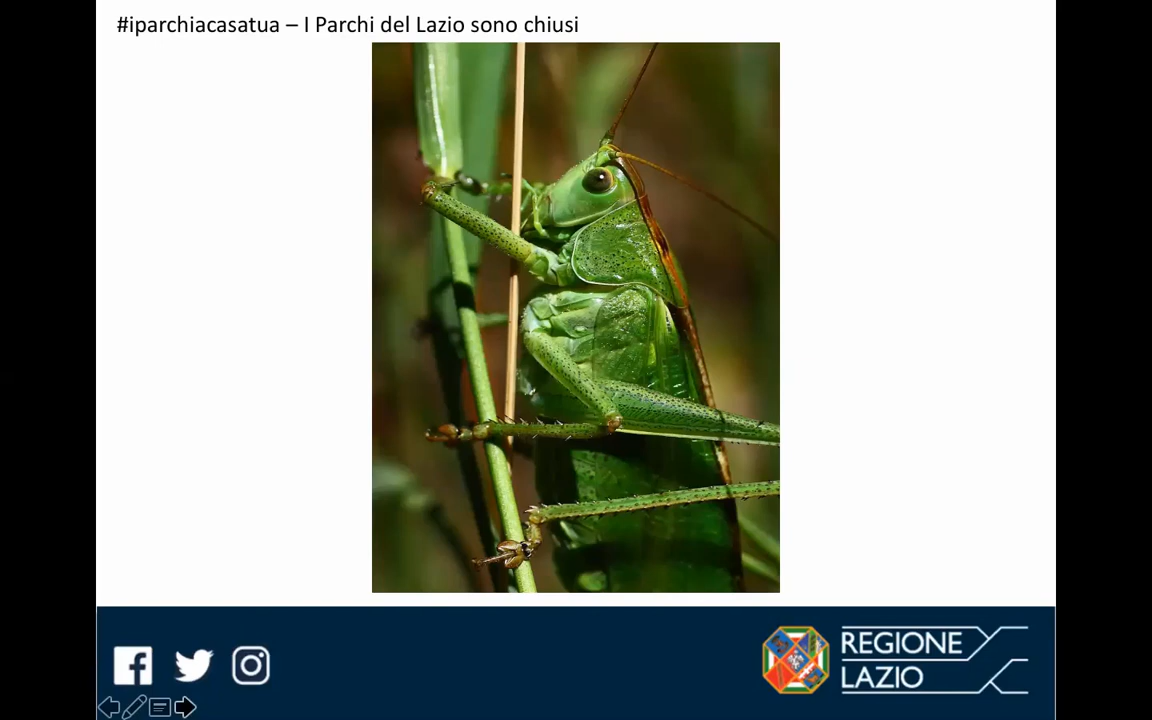 #iparchiacasatua – I Parchi del Lazio sono chiusi
REGIONE
LAZIO